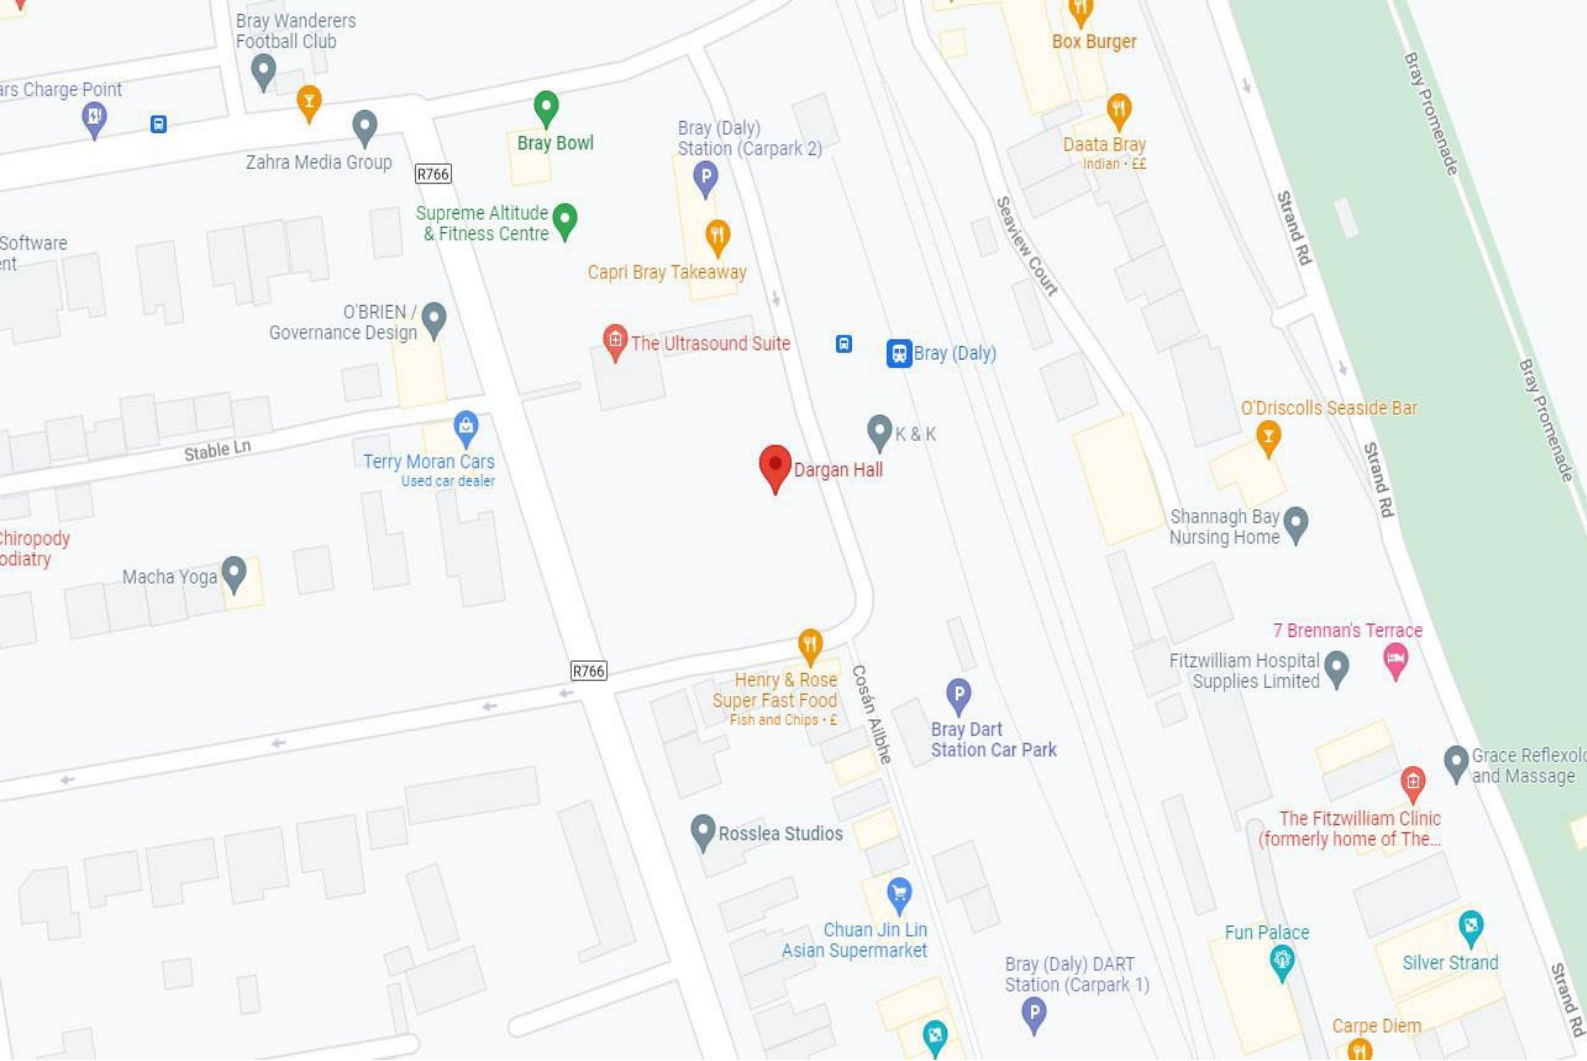 Bray Wanderers
Football Club
ars Charge Point
Zahra Media Group
R766
Bray Bowl
Bray (Daly)
Station (Carpark 2)
Box Burger
Daata Bray
Indian · ££
Bray Promenade
Strand Rd
Seaview Court
Supreme Altitude
& Fitness Centre
Capri Bray Takeaway
Software
ent
O'BRIEN /
Governance Design
The Ultrasound Suite
Bray (Daly)
Bray Promenade
O'Driscolls Seaside Bar
K & K
Dargan Hall
Stable Ln
Terry Moran Cars
Used car dealer
Strand Rd
Shannagh Bay
Nursing Home
Chiropody
odiatry
Macha Yoga
7 Brennan's Terrace
Fitzwilliam Hospital
Supplies Limited
R766
Henry & Rose
Super Fast Food
Fish and Chips · £
Cosán Ailbhe
Bray Dart
Station Car Park
Grace Reflexolo
and Massage
The Fitzwilliam Clinic
(formerly home of The...
Rosslea Studios
Chuan Jin Lin
Asian Supermarket
Fun Palace
Silver Strand
Bray (Daly) DART
Station (Carpark 1)
Strand Rd
Carpe Diem